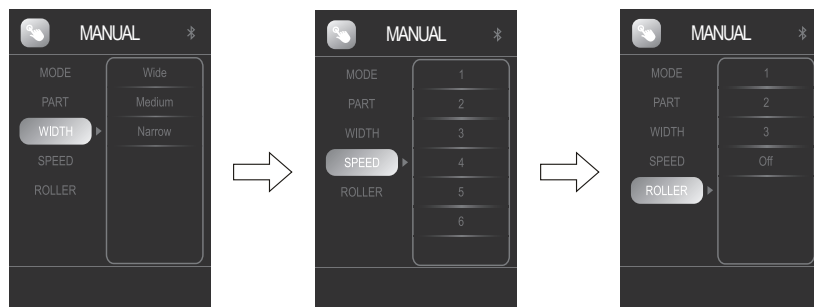 MANUAL
MODE
PART
WIDTH
SPEED
ROLLER
Wide
Medium
Narrow
MANUAL
MODE
PART
WIDTH
SPEED
ROLLER
1
2
3
4
5
6
MANUAL
MODE
PART
WIDTH
SPEED
ROLLER
1
2
3
Off